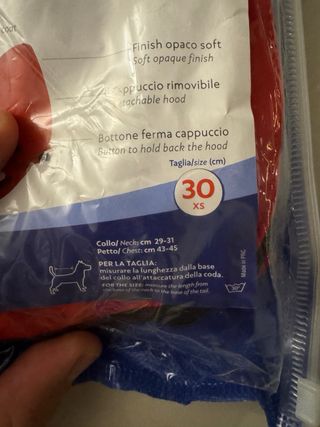 coat
Finish opaco soft
Soft opaque finish
Cappuccio rimovibile
tachable hood
Bottone ferma cappuccio
Button to hold back the hood
Taglia/size (cm)
30
XS
Collo/ Neck: cm 29-31
Petto/ Chest: cm 43-45
PER LA TAGLIA:
misurare la lunghezza dalla base
del collo all'attaccatura della coda.
FOR THE SIZE: measure the length from
the base of the neck to the base of the tail.
Made in PRC